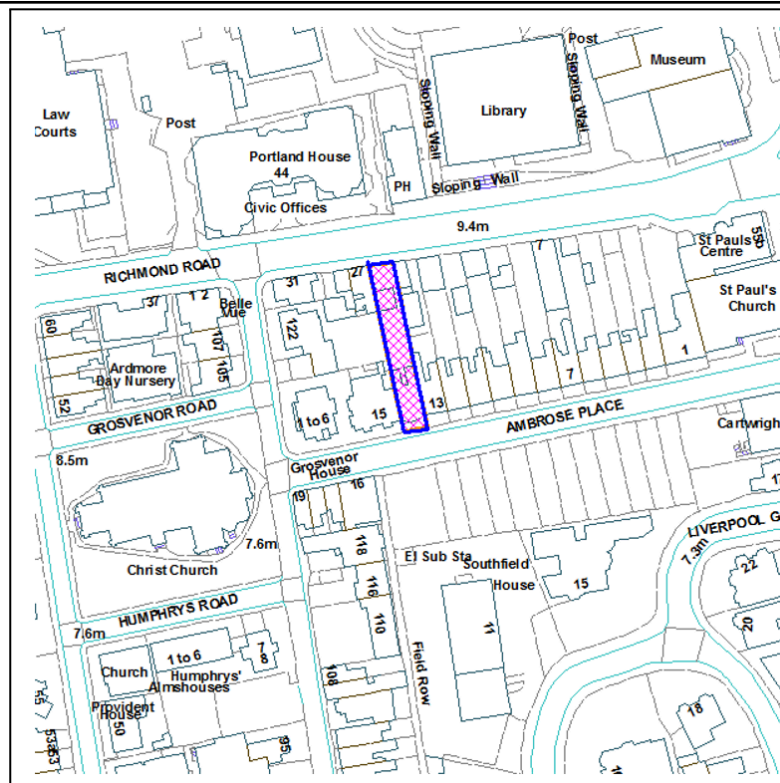 Post
Museum
Law
Courts
Post
Sloping Wall
Library
Sloping Wall
Portland House
44
PH
Sloping Wall
Civic Offices
9.4m
7
55b
St Pauls
Centre
RICHMOND ROAD
27
31
St Paul's
Church
37
1 2
Belle
Vue
60
122
107
105
Ardmore
Day Nursery
52
1
7
13
15
1 to 6
GROSVENOR ROAD
AMBROSE PLACE
Cartwrigh
8.5m
Grosvenor
House
16
19
17
LIVERPOOL G
7.3m
7.6m
118
El Sub Sta
Southfield
House
15
22
Christ Church
116
11
20
HUMPHRYS ROAD
110
7.6m
1 to 6
7
8
Church
Humphrys'
Almshouses
Field Row
106
Provident
House
50
55
18
53a
53
95